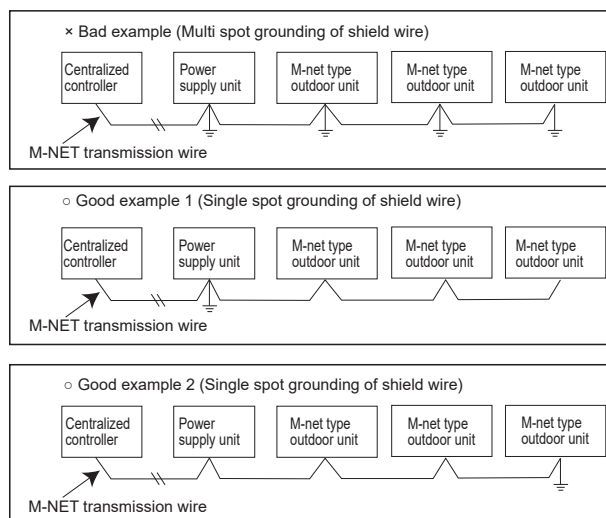 × Bad example (Multi spot grounding of shield wire)
Centralized controller
Power supply unit
M-net type outdoor unit
M-net type outdoor unit
M-net type outdoor unit
M-NET transmission wire
○ Good example 1 (Single spot grounding of shield wire)
Centralized controller
Power supply unit
M-net type outdoor unit
M-net type outdoor unit
M-net type outdoor unit
M-NET transmission wire
○ Good example 2 (Single spot grounding of shield wire)
Centralized controller
Power supply unit
M-net type outdoor unit
M-net type outdoor unit
M-net type outdoor unit
M-NET transmission wire